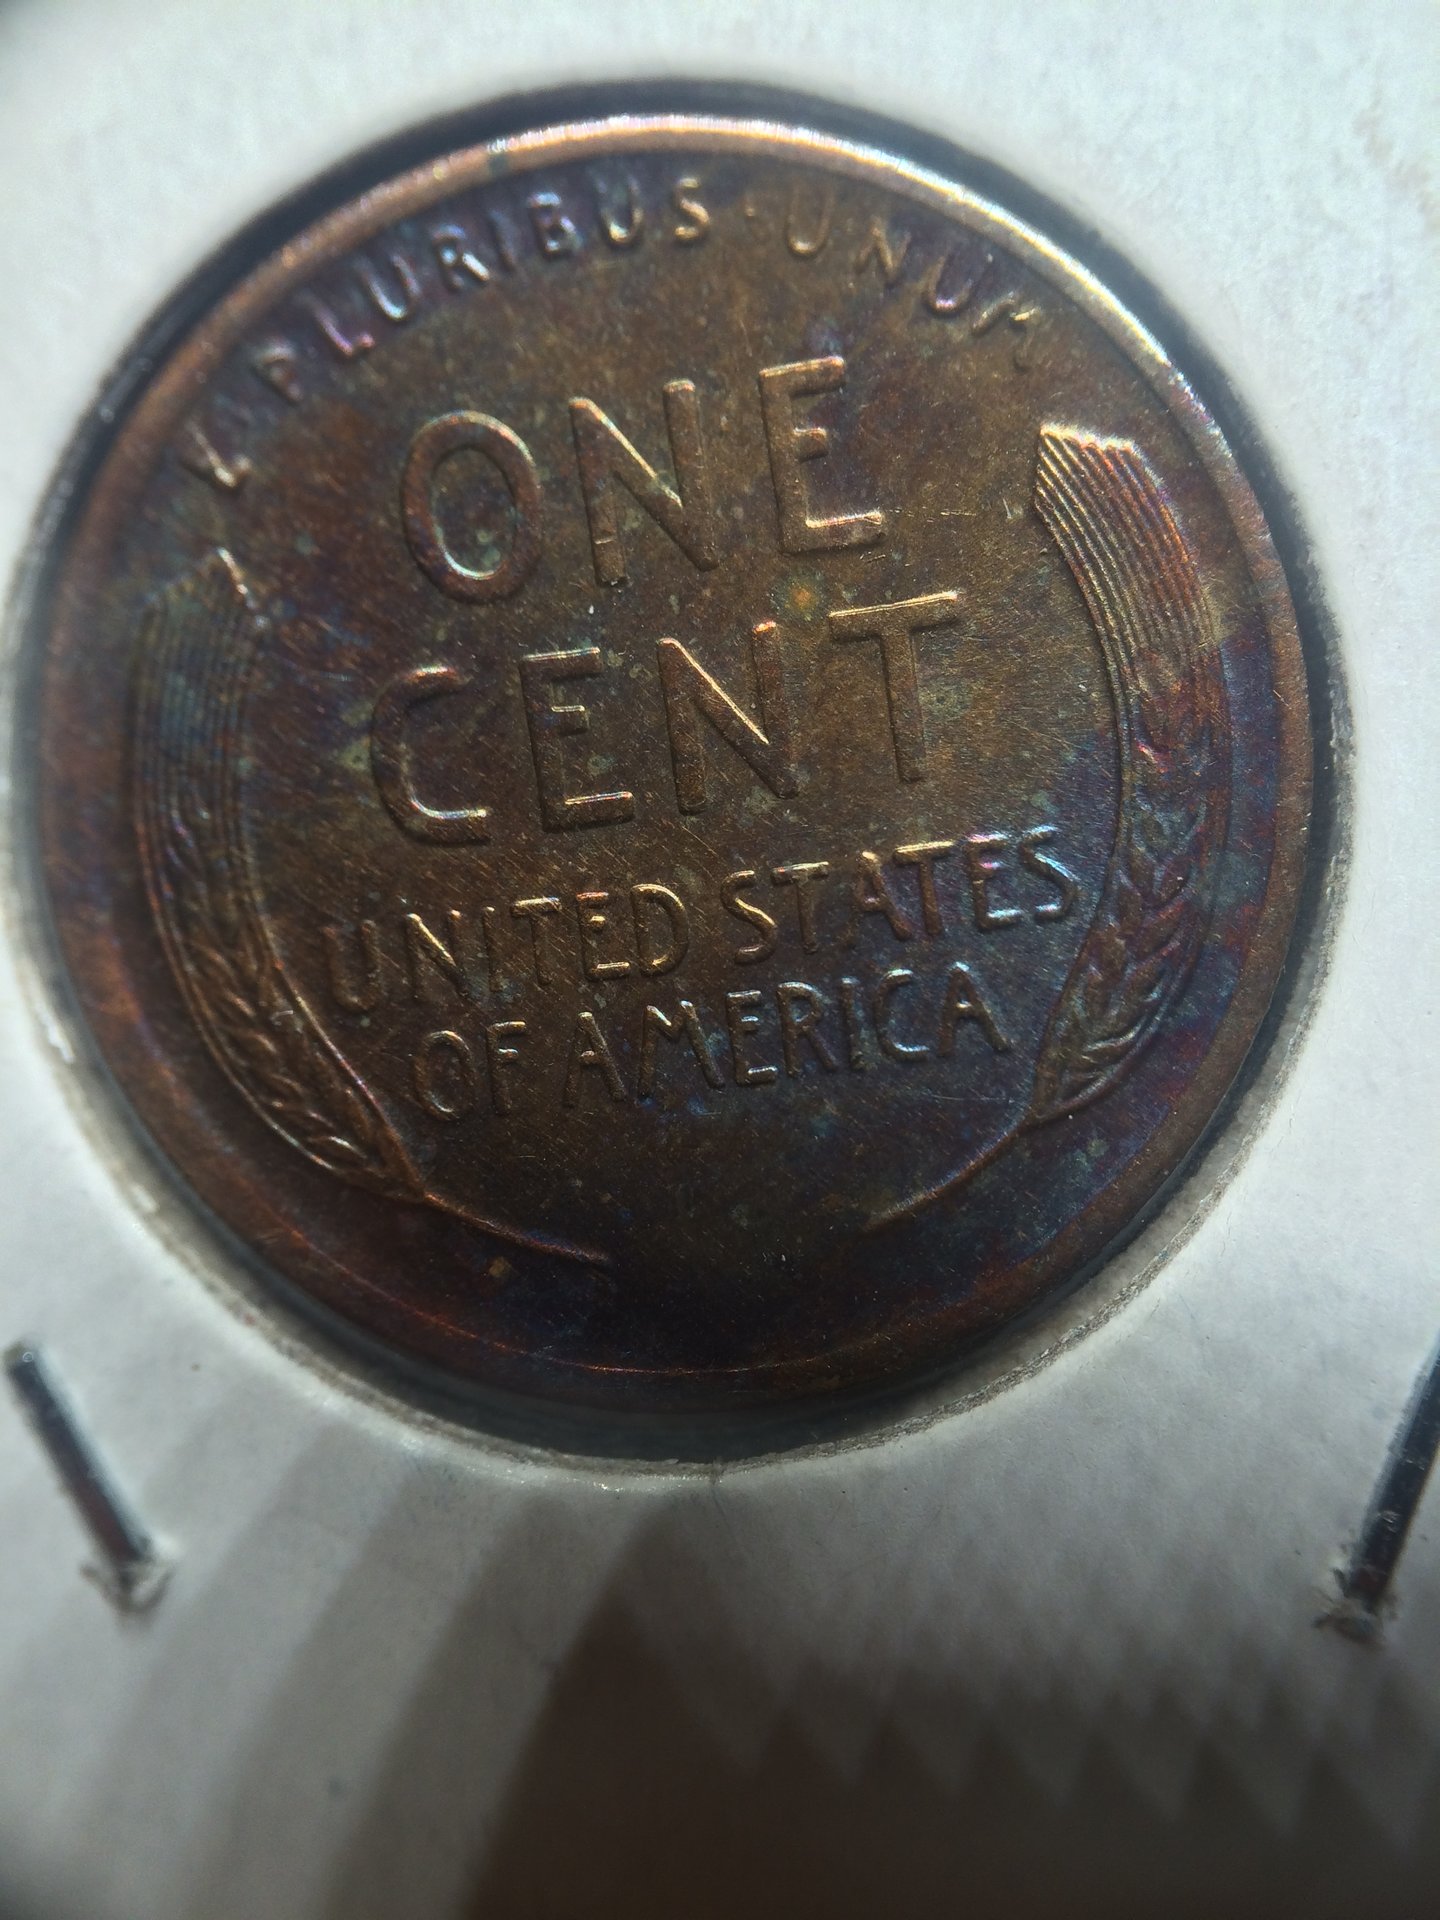 E·PLURIBUS·UNUM
ONE
CENT
UNITED STATES
OF AMERICA